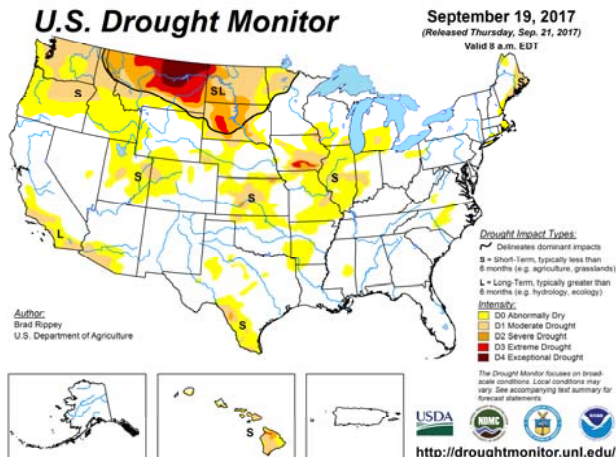 U.S. Drought Monitor
September 19, 2017
(Released Thursday, Sep. 21, 2017)
Valid 8 a.m. EDT
S
SL
S
S
S
S
S
L
S
Drought Impact Types:
Delineates dominant impacts
S = Short-Term, typically less than
6 months (e.g. agriculture, grasslands)
L = Long-Term, typically greater than
6 months (e.g. hydrology, ecology)
Intensity:
D0 Abnormally Dry
D1 Moderate Drought
D2 Severe Drought
D3 Extreme Drought
D4 Exceptional Drought
Author:
Brad Rippey
U.S. Department of Agriculture
S
The Drought Monitor focuses on broad-
scale conditions. Local conditions may
vary. See accompanying text summary for
forecast statements.
USDA
NDMC
NOAA
http://droughtmonitor.unl.edu/